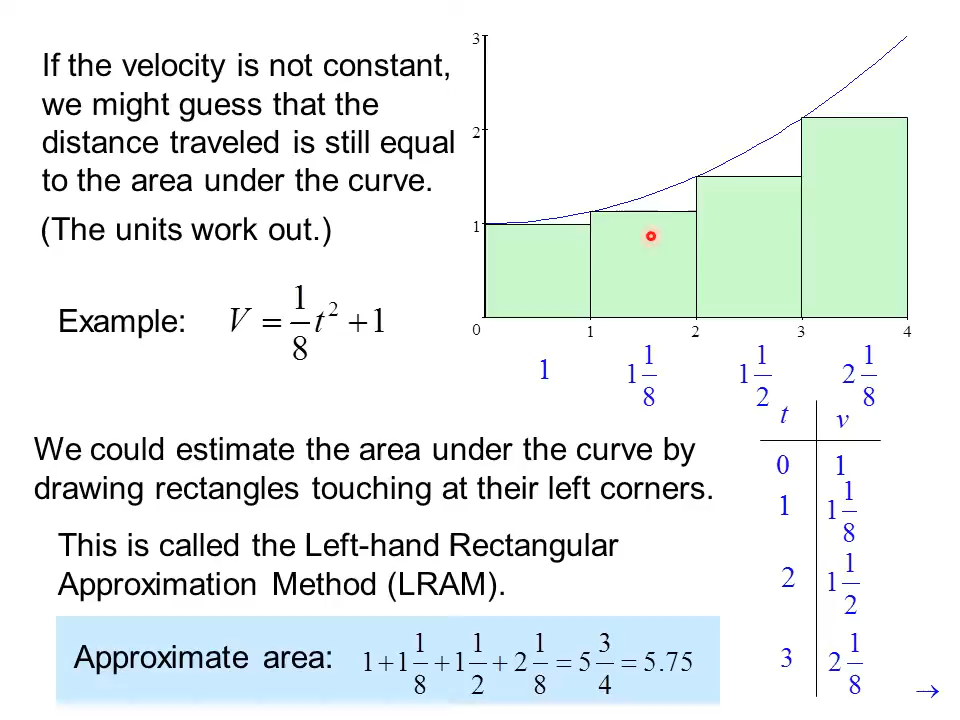 If the velocity is not constant,
we might guess that the
distance traveled is still equal
to the area under the curve.
(The units work out.)
Example: V = 1/8 t² + 1
3
2
1
0 1 2 3 4
1 1 1/8 1 1/2 2 1/8
We could estimate the area under the curve by
drawing rectangles touching at their left corners.
This is called the Left-hand Rectangular
Approximation Method (LRAM).
Approximate area: 1 + 1 1/8 + 1 1/2 + 2 1/8 = 5 3/4 = 5.75
t v
0 1
1 1 1/8
2 1 1/2
3 2 1/8
→